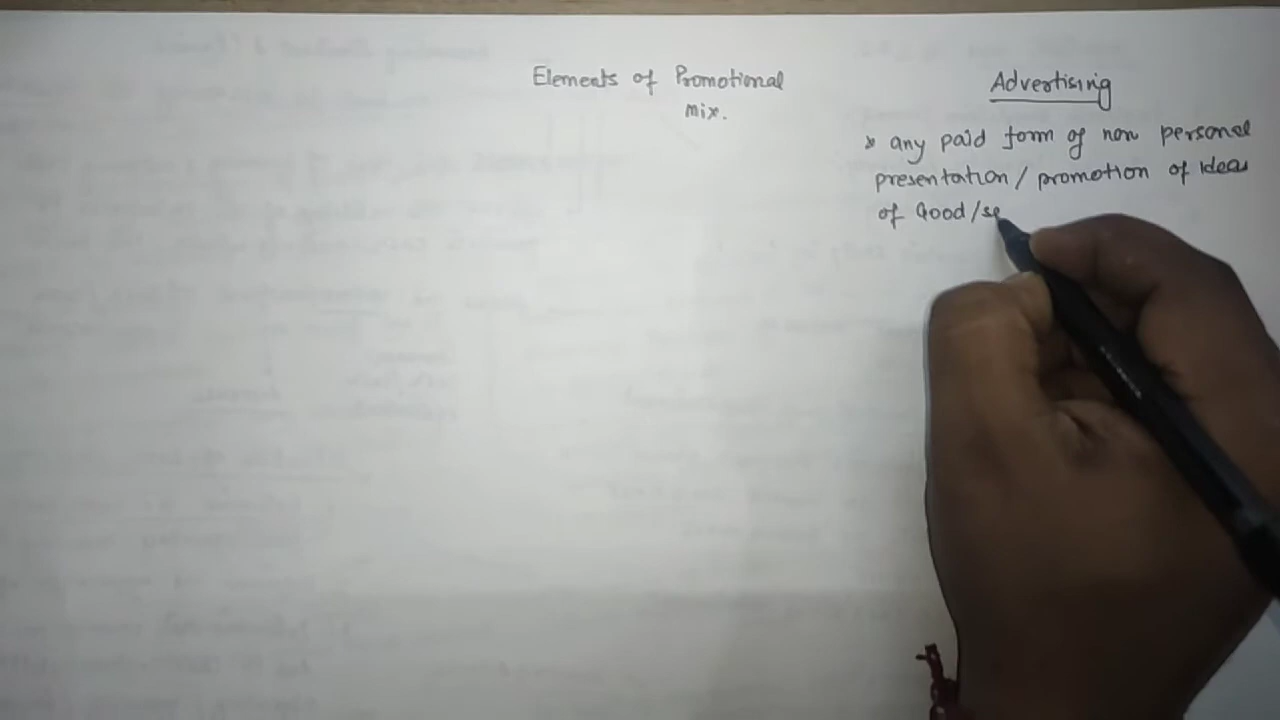 Elements of Promotional
mix.
Advertising
* any paid form of non personal
presentation / promotion of Ideas
of Good /se